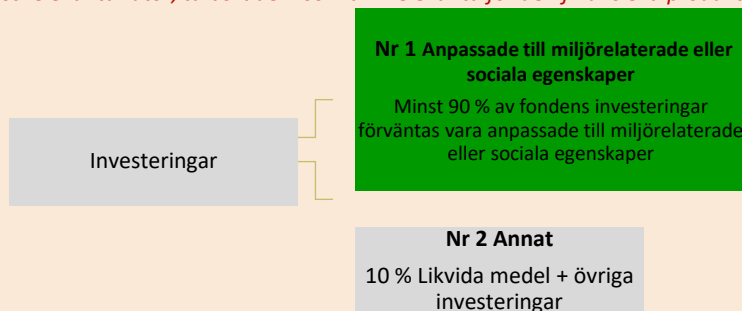 Nr 1 Anpassade till miljörelaterade eller
sociala egenskaper
Minst 90 % av fondens investeringar
förväntas vara anpassade till miljörelaterade
eller sociala egenskaper
Investeringar
Nr 2 Annat
10 % Likvida medel + övriga
investeringar